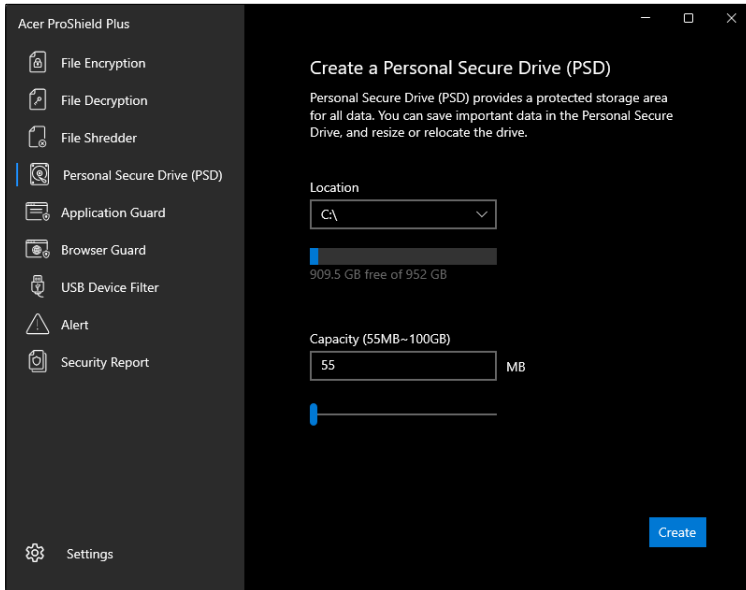 Acer ProShield Plus
File Encryption
File Decryption
File Shredder
Personal Secure Drive (PSD)
Application Guard
Browser Guard
USB Device Filter
Alert
Security Report
Settings
Create a Personal Secure Drive (PSD)
Personal Secure Drive (PSD) provides a protected storage area
for all data. You can save important data in the Personal Secure
Drive, and resize or relocate the drive.
Location
C:\
909.5 GB free of 952 GB
Capacity (55MB~100GB)
55
MB
Create